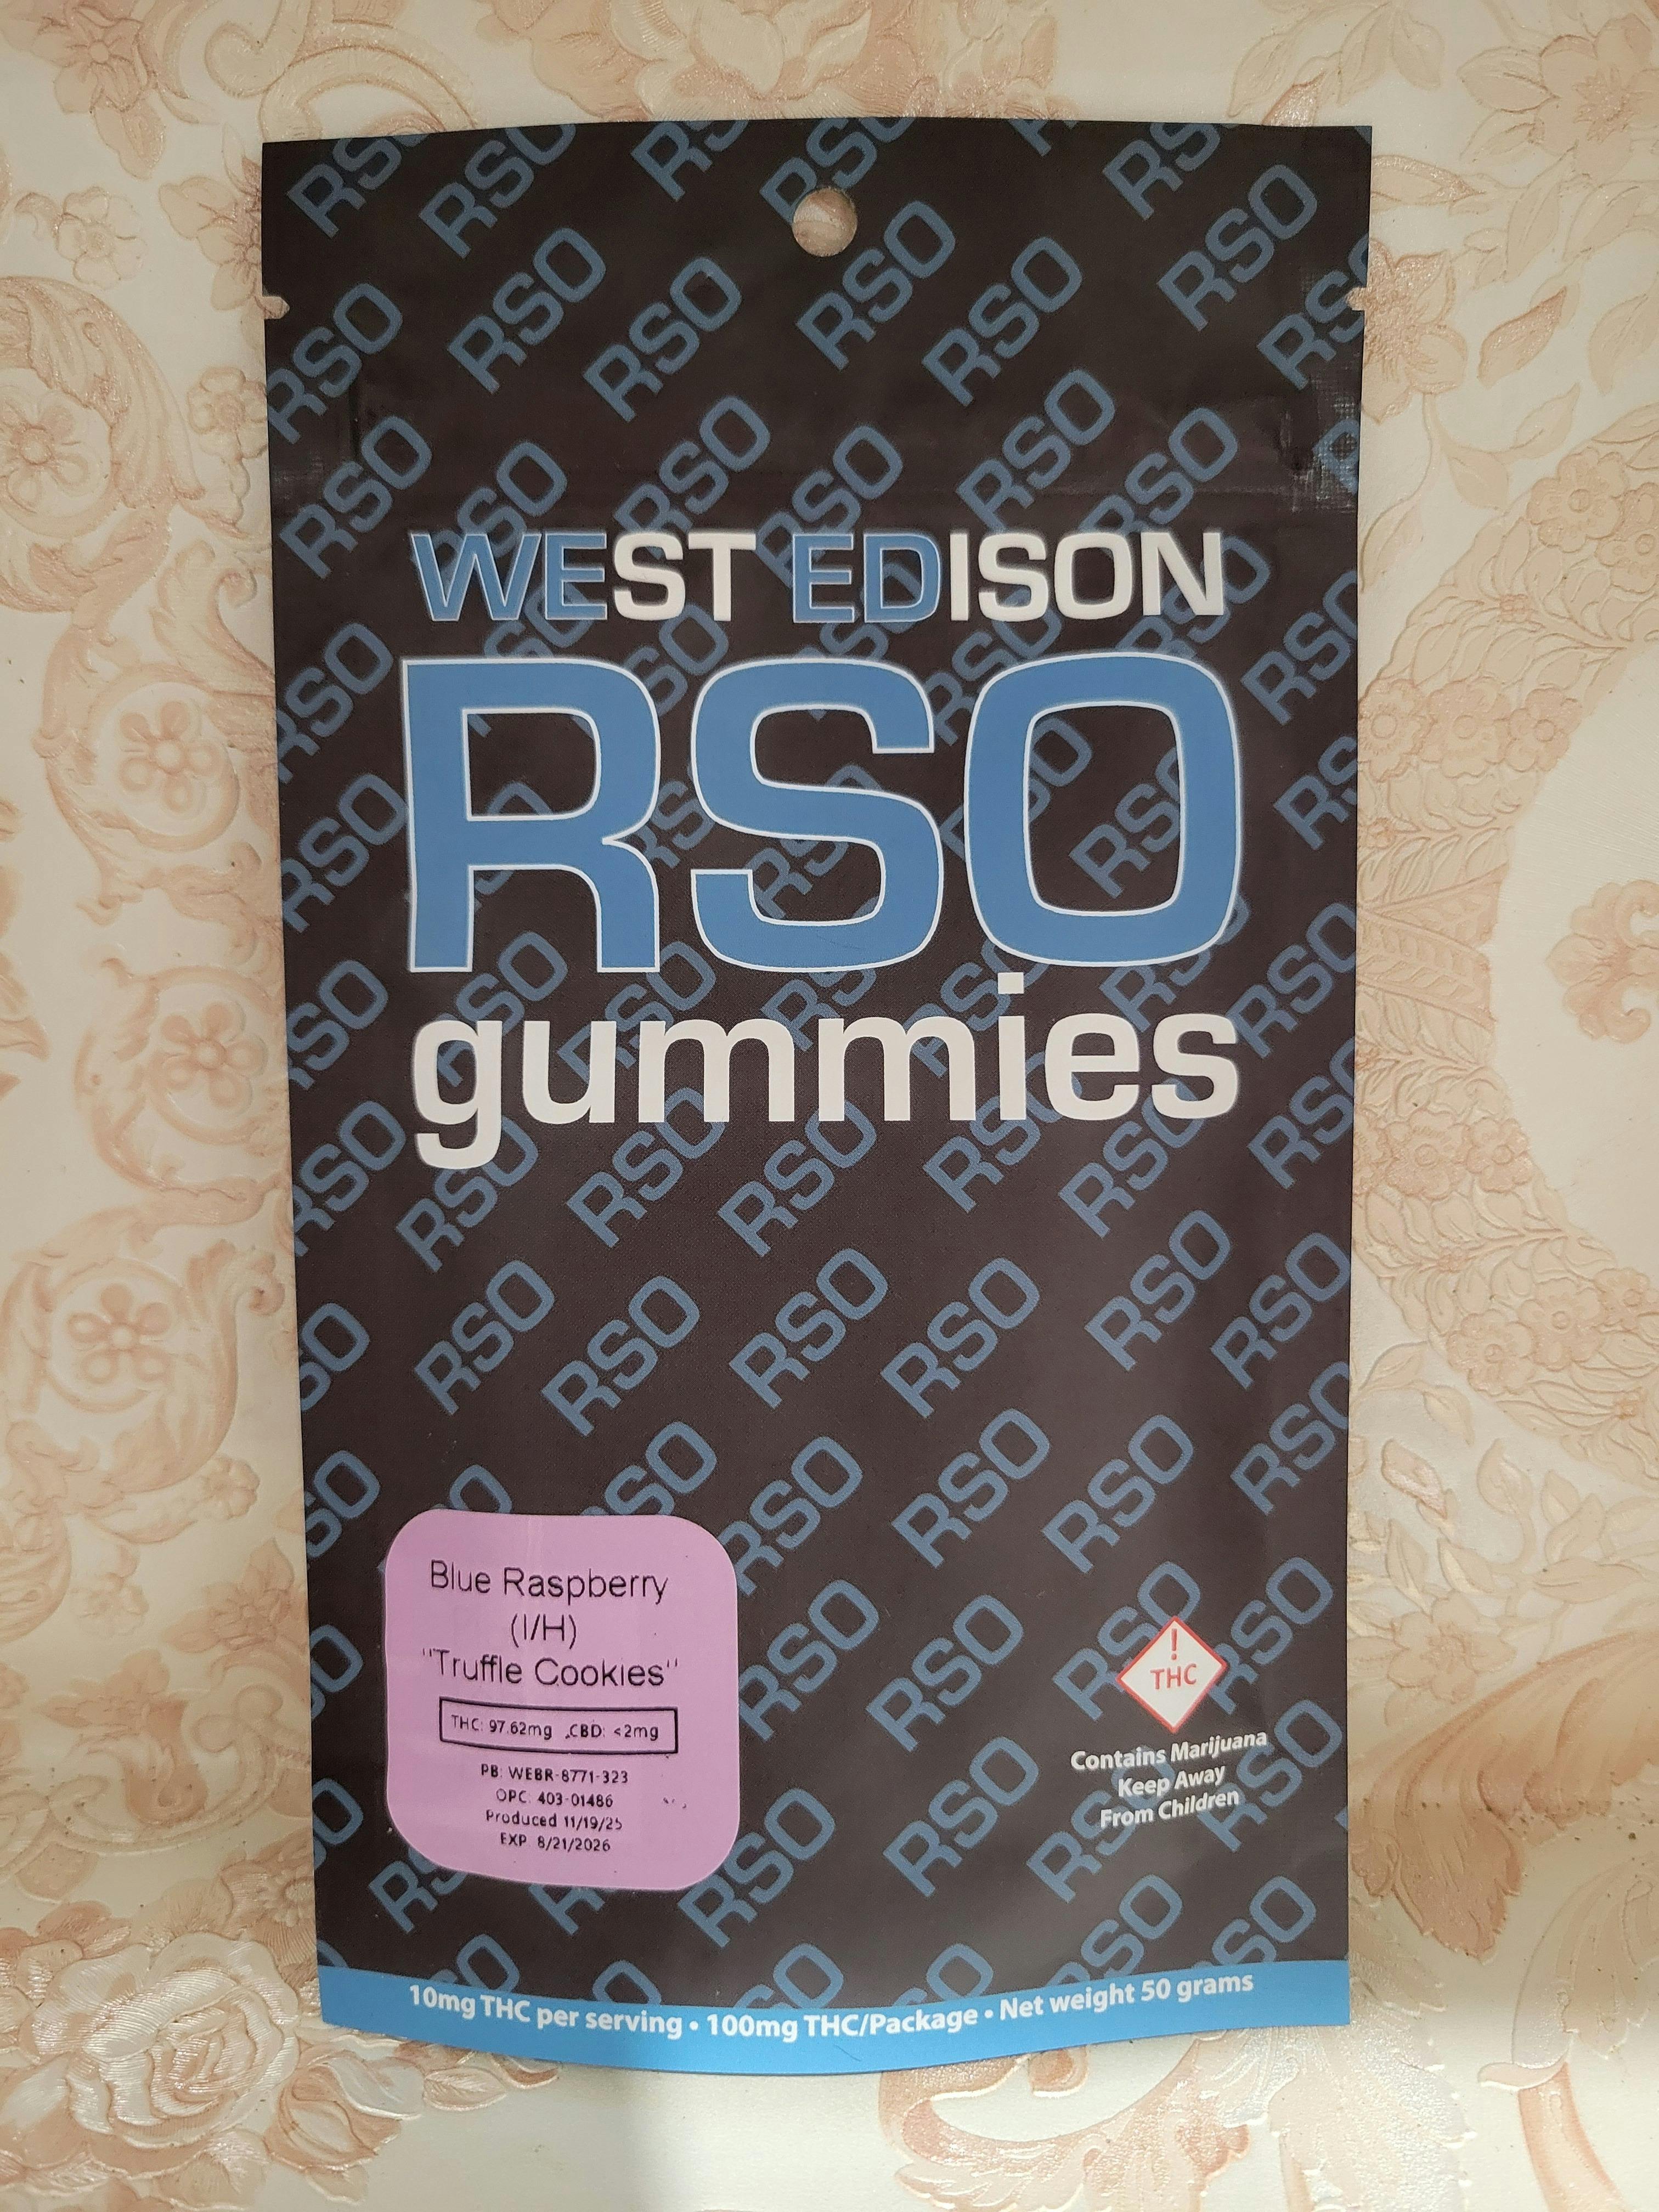 WEST EDISON
RSO
gummies
Blue Raspberry
(I/H)
"Truffle Cookies"
THC: 97.62mg CBD: <2mg
PB: WEBR-8771-323
OPC: 403-01486
Produced 11/19/25
EXP 8/21/2026
!
THC
Contains Marijuana
Keep Away
From Children
10mg THC per serving • 100mg THC/Package • Net weight 50 grams